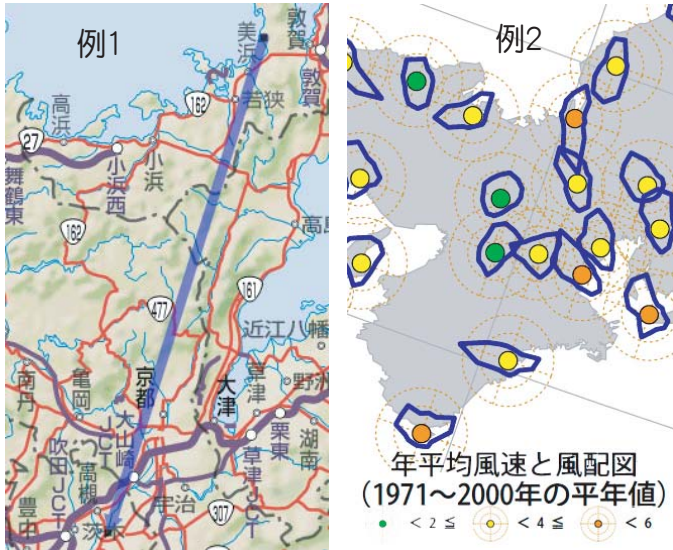 例1
敦賀
美浜
敦賀
162
若狭
高浜
27
小浜西
小浜
舞鶴東
162
高島
161
477
近江八幡
京都
大津
草津
野洲
南丹
亀岡
大山崎JCT
栗東
湖南
吹田JCT
高槻
草津JCT
豊中
宇治
307
茨木
例2
年平均風速と風配図
(1971～2000年の平年値)
＜2≦ ＜4≦ ＜6